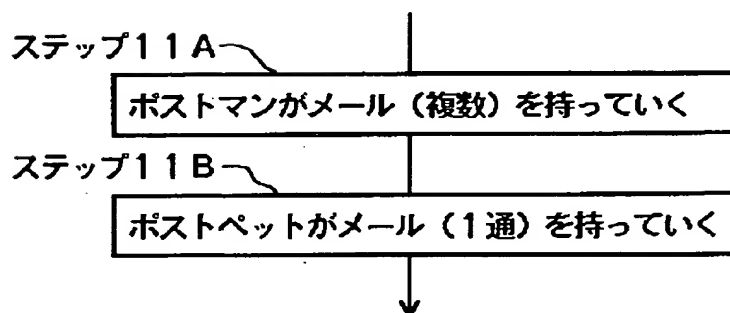 ステップ11A
ポストマンがメール（複数）を持っていく
ステップ11B
ポストペットがメール（1通）を持っていく